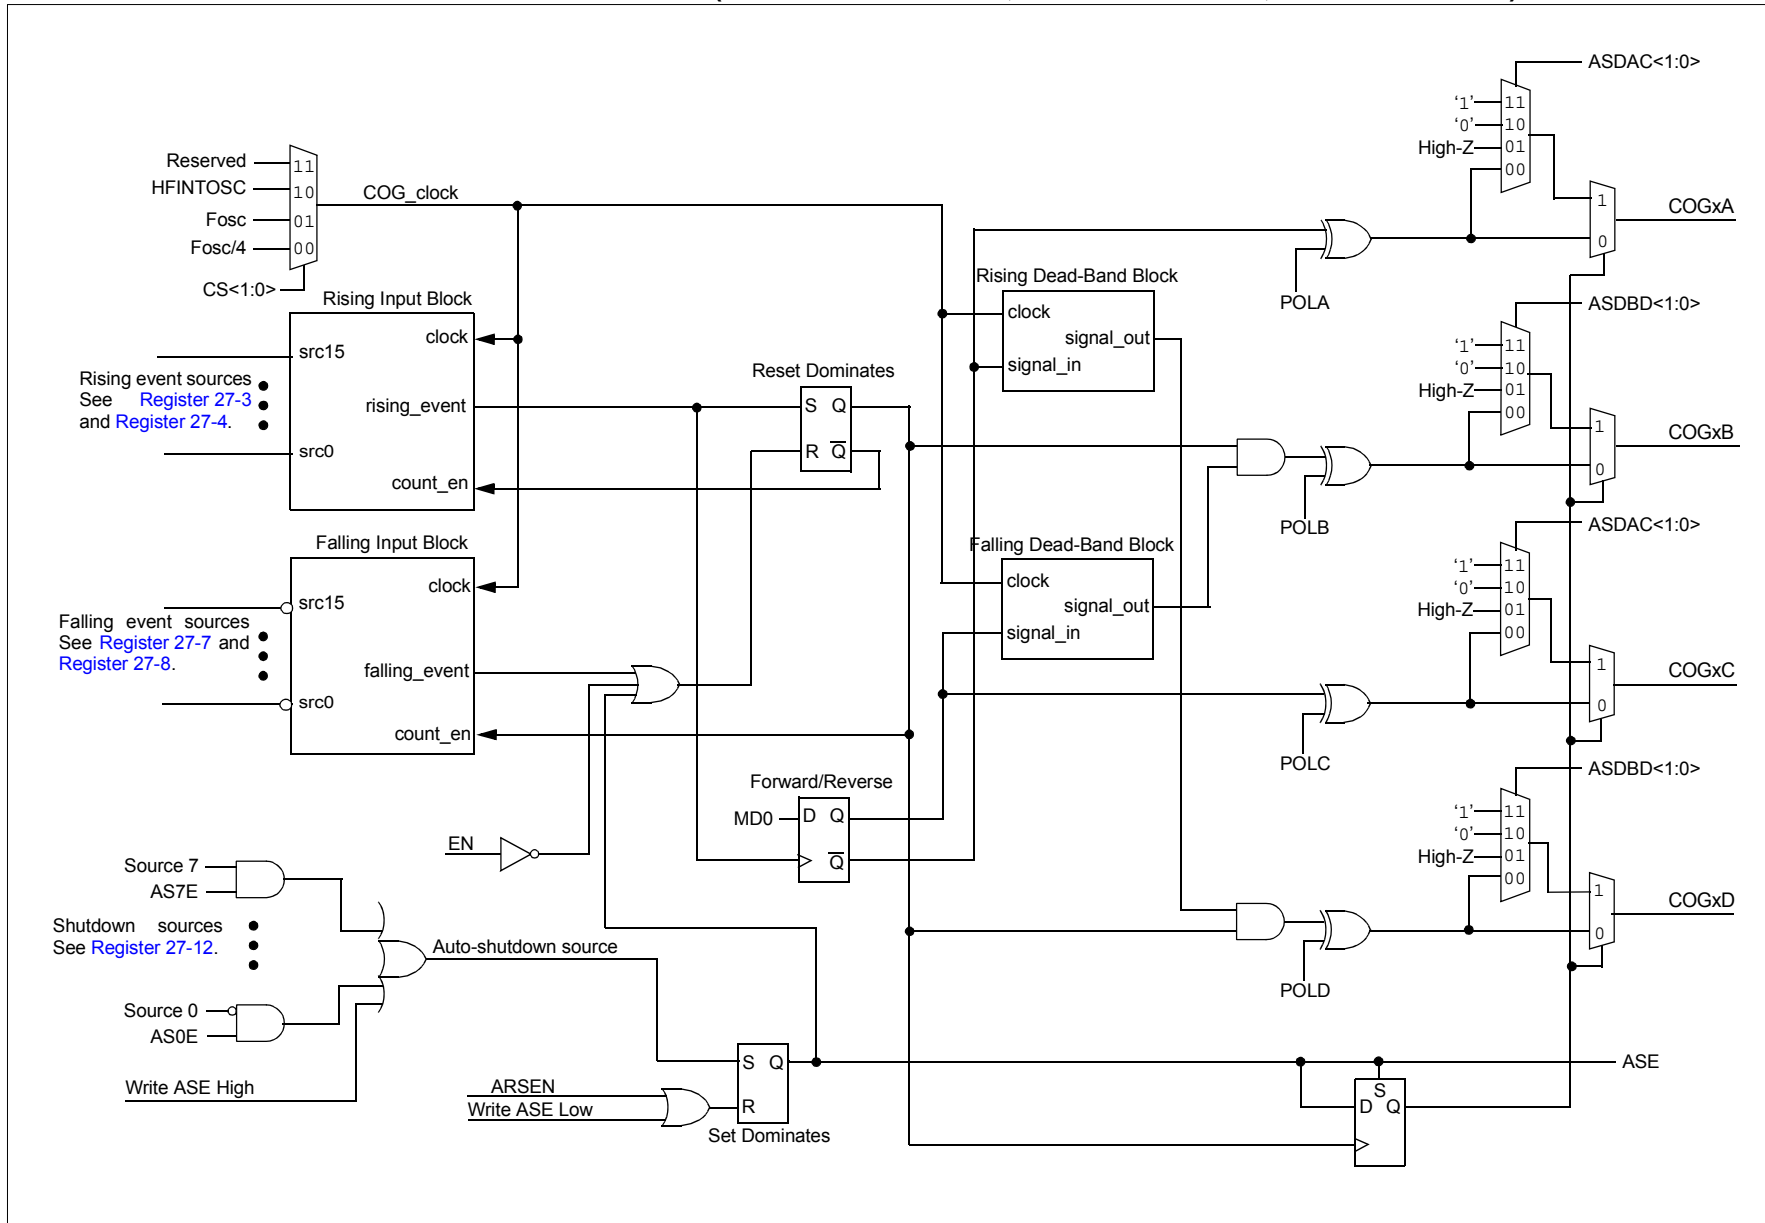 ASDAC<1:0>
'1' 11
'0' 10
High-Z 01
00
1
0
COGxA
POLA
Reserved 11
HFINTOSC 10
Fosc 01
Fosc/4 00
CS<1:0>
COG_clock
Rising Input Block
clock
src15
Rising event sources
See Register 27-3
and Register 27-4.
rising_event
src0
count_en
Reset Dominates
S Q
R Q
Rising Dead-Band Block
clock
signal_out
signal_in
ASDBD<1:0>
'1' 11
'0' 10
High-Z 01
00
1
0
COGxB
POLB
Falling Input Block
clock
src15
Falling event sources
See Register 27-7 and
Register 27-8.
falling_event
src0
count_en
Falling Dead-Band Block
clock
signal_out
signal_in
ASDAC<1:0>
'1' 11
'0' 10
High-Z 01
00
1
0
COGxC
POLC
Forward/Reverse
MD0
D Q
Q
EN
ASDBD<1:0>
'1' 11
'0' 10
High-Z 01
00
1
0
COGxD
POLD
Source 7
AS7E
Shutdown sources
See Register 27-12.
Source 0
AS0E
Write ASE High
Auto-shutdown source
ARSEN
Write ASE Low
S Q
R
Set Dominates
ASE
S
D Q